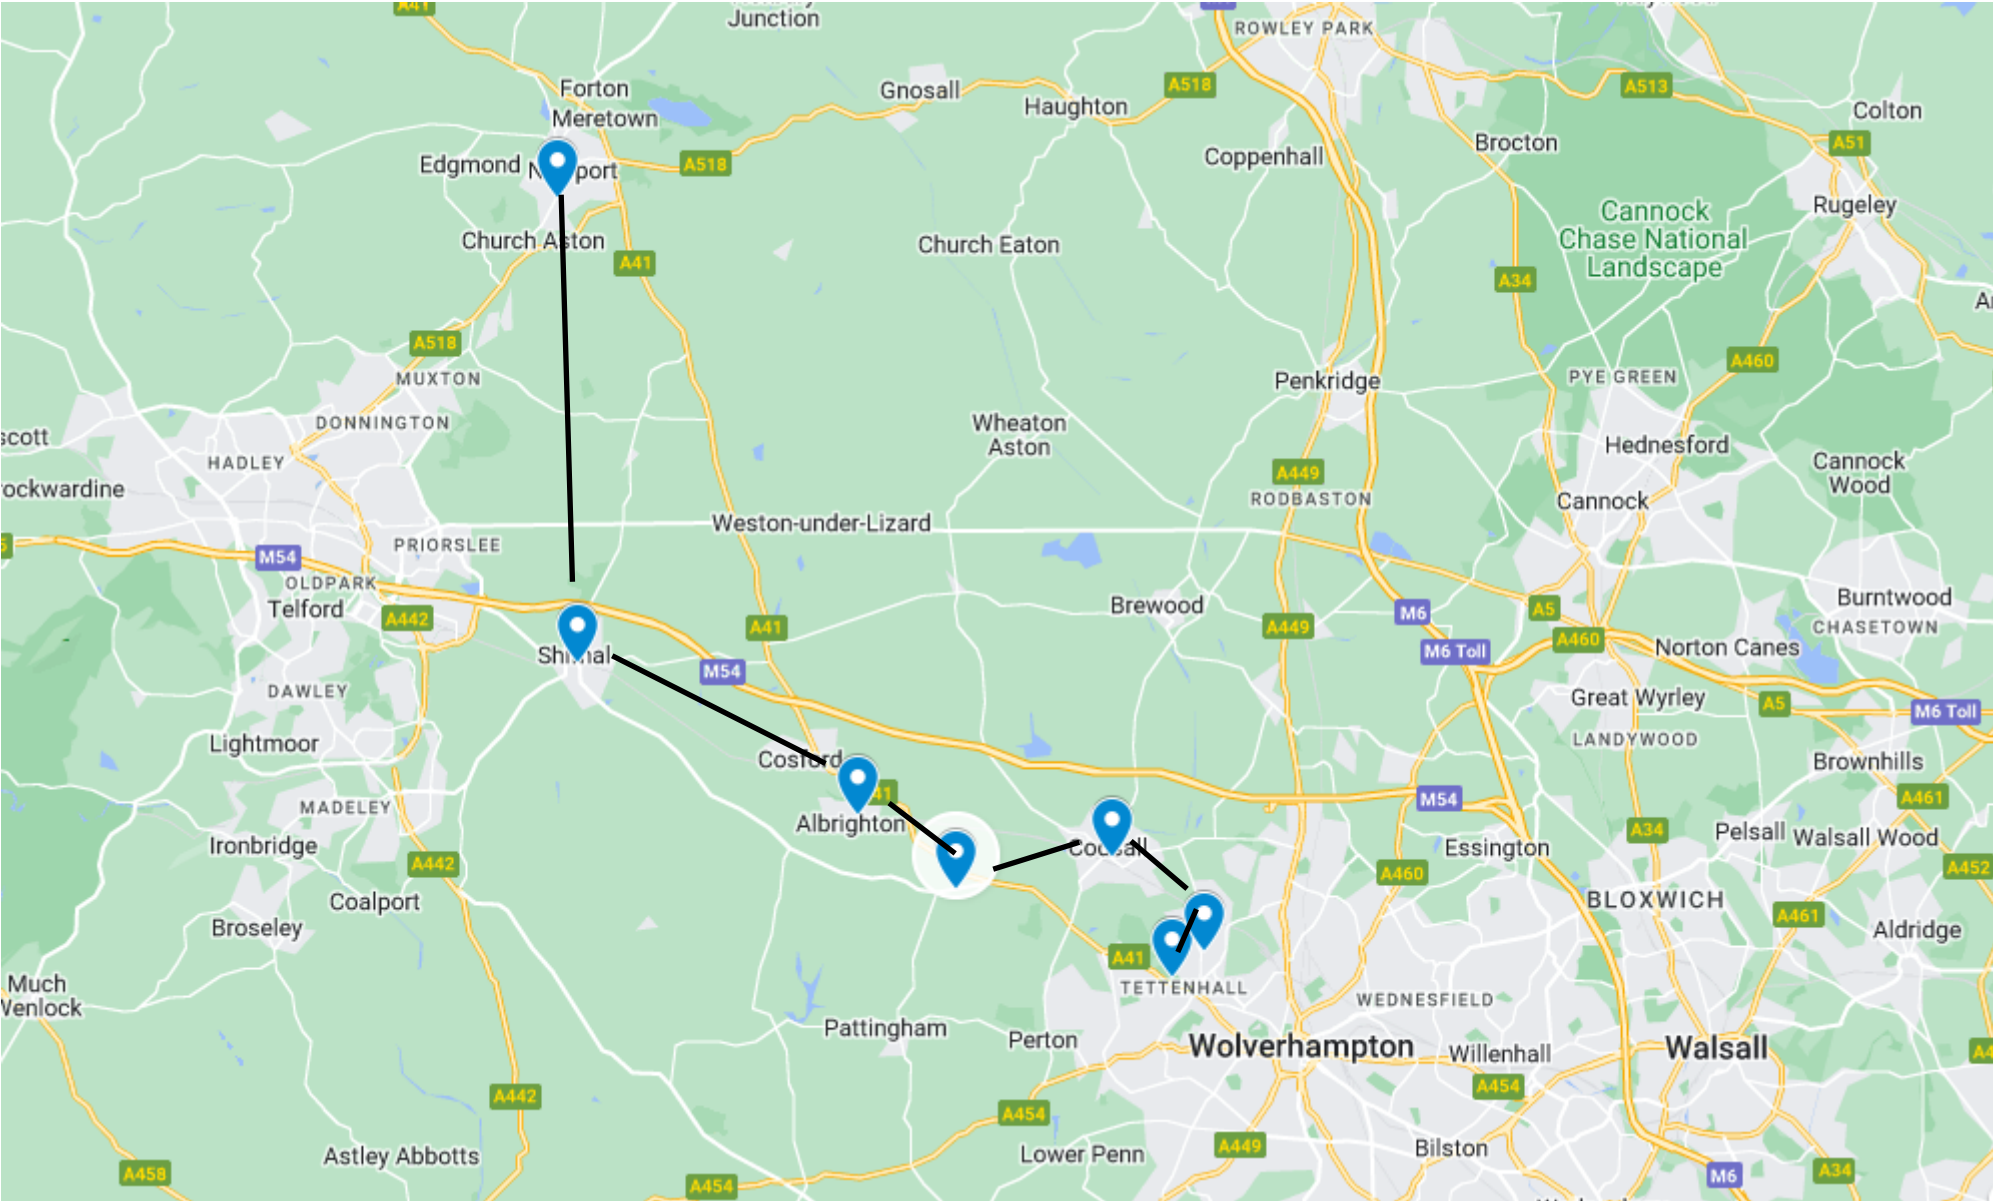 A41
Junction
ROWLEY PARK
Forton
Meretown
Gnosall
Haughton
A518
A513
Colton
A51
Brocton
Coppenhall
Edgmond
A518
Rugeley
Cannock
Chase National
Landscape
Church Aston
A41
Church Eaton
A34
A518
MUXTON
Penkridge
PYE GREEN
A460
DONNINGTON
Wheaton
Aston
HADLEY
Hednesford
Cannock
Wood
A449
RODBASTON
Cannock
Weston-under-Lizard
PRIORSLEE
M54
OLDPARK
Telford
A442
A41
Brewood
A449
M6
A5
A460
Burntwood
CHASETOWN
M6 Toll
Norton Canes
M54
DAWLEY
Great Wyrley
A5
M6 Toll
LANDYWOOD
Lightmoor
Cosford
Brownhills
MADELEY
M54
A461
Albrighton
Ironbridge
A442
Essington
A34
Pelsall
Walsall Wood
A452
A460
Coalport
BLOXWICH
A461
Broseley
Aldridge
A41
TETTENHALL
Much
Wenlock
WEDNESFIELD
Pattingham
Perton
Wolverhampton
Willenhall
Walsall
A454
A442
A454
A449
Bilston
Astley Abbotts
Lower Penn
A458
A454
M6
A34